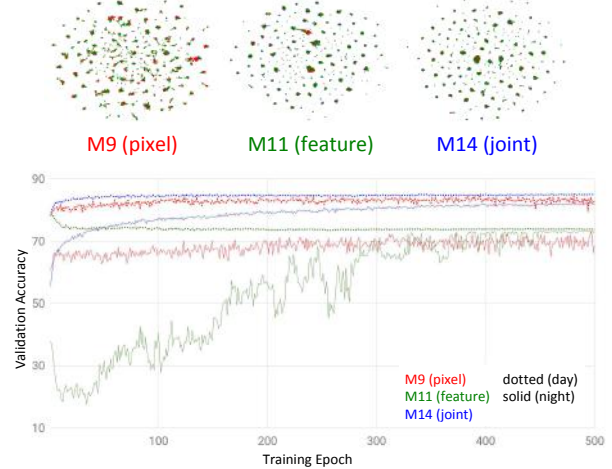 M9 (pixel) M11 (feature) M14 (joint)
90
70
50
30
10
Validation Accuracy
M9 (pixel) dotted (day)
M11 (feature) solid (night)
M14 (joint)
100 200 300 400 500
Training Epoch